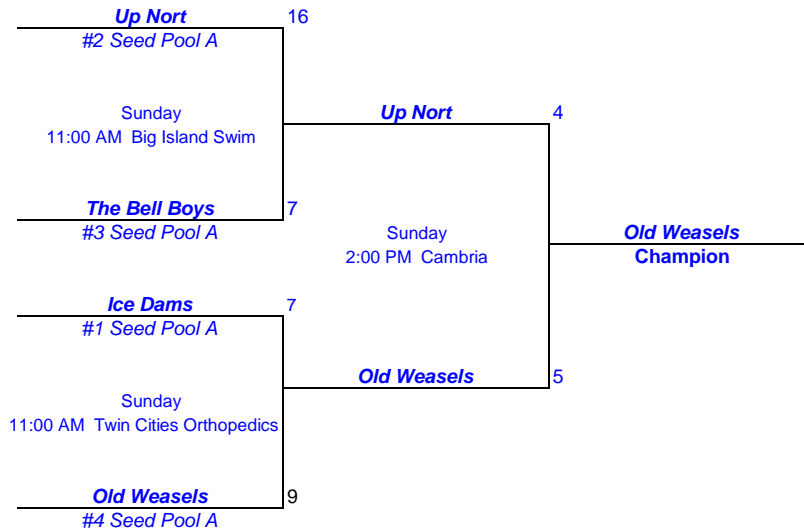 Up Nort 16
#2 Seed Pool A
Sunday
11:00 AM Big Island Swim
Up Nort 4
The Bell Boys 7
#3 Seed Pool A
Sunday
2:00 PM Cambria
Old Weasels
Champion
Ice Dams 7
#1 Seed Pool A
Old Weasels 5
Sunday
11:00 AM Twin Cities Orthopedics
Old Weasels 9
#4 Seed Pool A